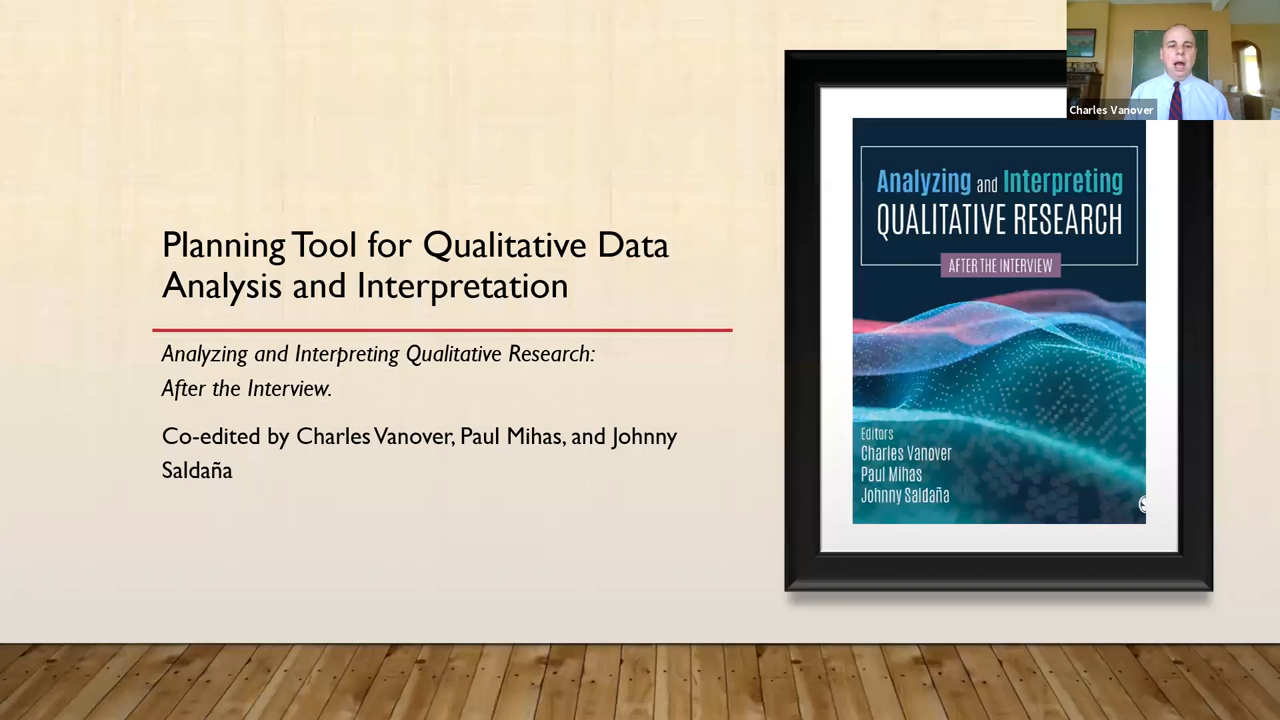 Planning Tool for Qualitative Data
Analysis and Interpretation
Analyzing and Interpreting Qualitative Research:
After the Interview.
Co-edited by Charles Vanover, Paul Mihas, and Johnny
Saldaña
Charles Vanover
Analyzing and Interpreting
QUALITATIVE RESEARCH
AFTER THE INTERVIEW
Editors
Charles Vanover
Paul Mihas
Johnny Saldaña